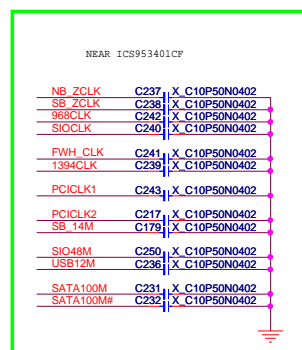 NEAR ICS953401CF
NB_ZCLK C237 X_C10P50N0402
SB_ZCLK C238 X_C10P50N0402
968CLK C242 X_C10P50N0402
SIOCLK C240 X_C10P50N0402
FWH_CLK C241 X_C10P50N0402
1394CLK C239 X_C10P50N0402
PCICLK1 C243 X_C10P50N0402
PCICLK2 C217 X_C10P50N0402
SB_14M C179 X_C10P50N0402
SIO48M C250 X_C10P50N0402
USB12M C236 X_C10P50N0402
SATA100M C231 X_C10P50N0402
SATA100M# C232 X_C10P50N0402